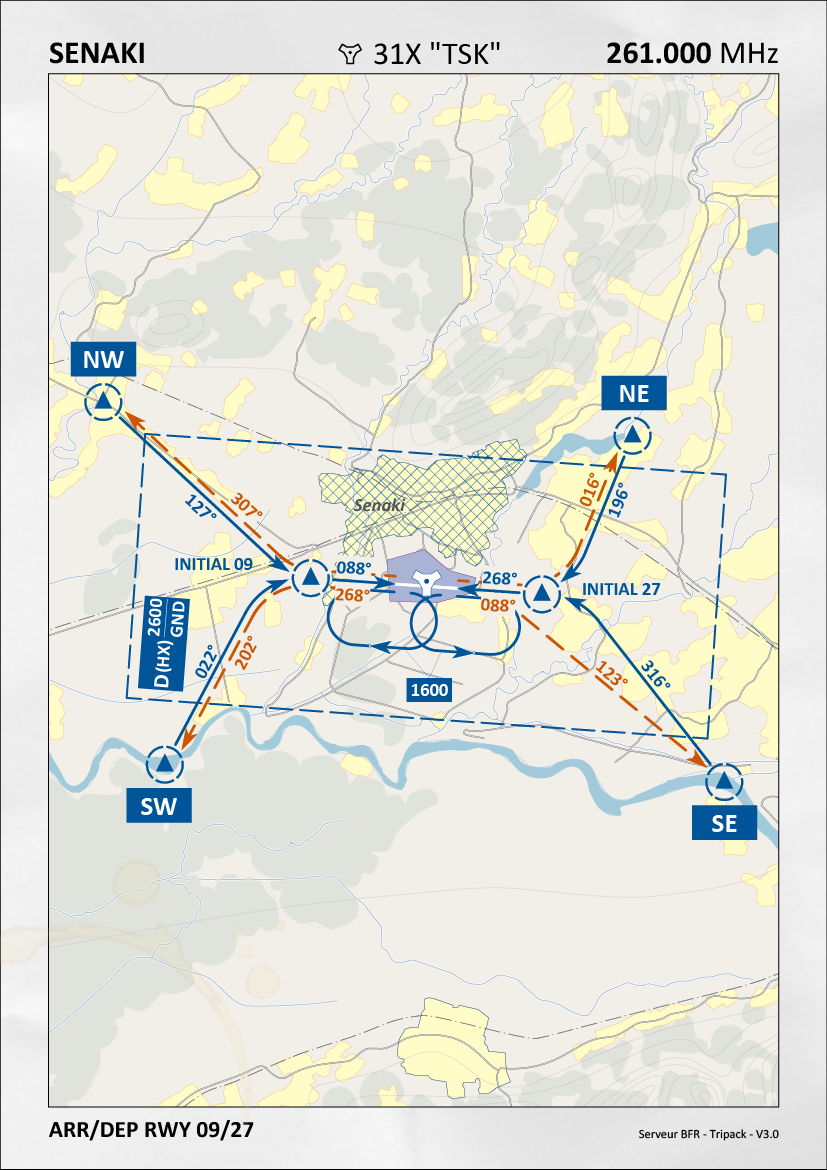 SENAKI
31X "TSK"
261.000 MHz
NW
NE
307°
127°
016°
196°
Senaki
INITIAL 09
088°
268°
268°
088°
INITIAL 27
D (HX) 2600
GND
022°
202°
123°
316°
1600
SW
SE
ARR/DEP RWY 09/27
Serveur BFR - Tripack - V3.0